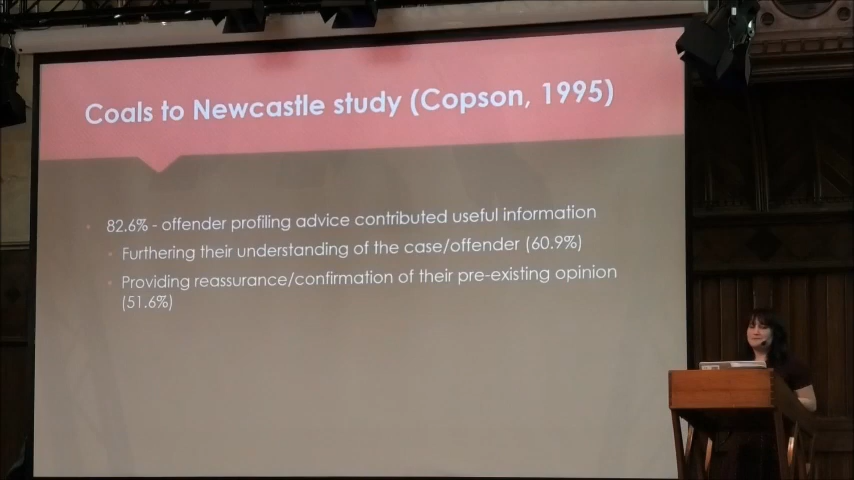 Coals to Newcastle study (Copson, 1995)
82.6% - offender profiling advice contributed useful information
Furthering their understanding of the case/offender (60.9%)
Providing reassurance/confirmation of their pre-existing opinion
(51.6%)